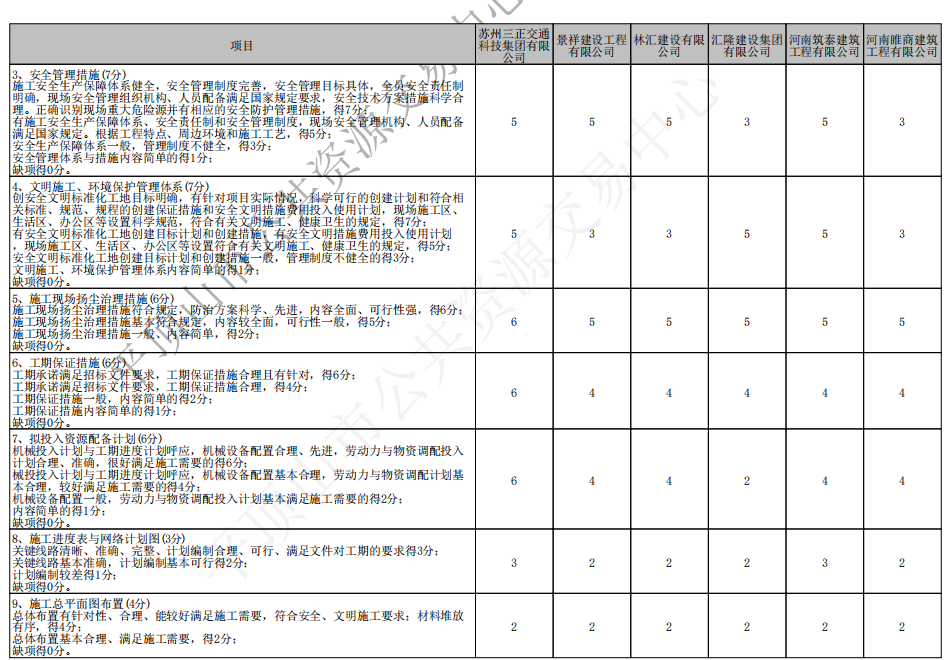 项目
苏州三正交通
科技集团有限
公司
景祥建设工程
有限公司
林汇建设有限
公司
汇隆建设集团
有限公司
河南筑泰建筑
工程有限公司
河南睢商建筑
工程有限公司
3、安全管理措施(7分)
施工安全生产保障体系健全，安全管理制度完善，安全管理目标具体，全员安全责任制
明确，现场安全管理组织机构、人员配备满足国家规定要求，安全技术方案措施科学合
理。正确识别现场重大危险源并有相应的安全防护管理措施，得7分；
有施工安全生产保障体系、安全责任制和安全管理制度，现场安全管理机构、人员配备
满足国家规定。根据工程特点、周边环境和施工工艺，得5分；
安全生产保障体系一般，管理制度不健全，得3分；
安全管理体系与措施内容简单的得1分；
缺项得0分。
5 5 5 3 5 3
4、文明施工、环境保护管理体系(7分)
创安全文明标准化工地目标明确，有针对项目实际情况，科学可行的创建计划和符合相
关标准、规范、规程的创建保证措施和安全文明措施费用投入使用计划，现场施工区、
生活区、办公区等设置科学规范，符合有关文明施工、健康卫生的规定，得7分；
有安全文明标准化工地创建目标计划和创建措施，有安全文明措施费用投入使用计划
，现场施工区、生活区、办公区等设置符合有关文明施工、健康卫生的规定，得5分；
安全文明标准化工地创建目标计划和创建措施一般，管理制度不健全的得3分；
文明施工、环境保护管理体系内容简单的得1分；
缺项得0分。
5 3 3 5 5 3
5、施工现场扬尘治理措施(6分)
施工现场扬尘治理措施符合规定，防治方案科学、先进，内容全面、可行性强，得6分；
施工现场扬尘治理措施基本符合规定，内容较全面，可行性一般，得5分；
施工现场扬尘治理措施一般、内容简单，得2分；
缺项得0分。
6 5 5 5 5 5
6、工期保证措施(6分)
工期承诺满足招标文件要求，工期保证措施合理且有针对，得6分；
工期承诺满足招标文件要求，工期保证措施合理，得4分；
工期保证措施一般，内容简单的得2分；
工期保证措施内容简单的得1分；
缺项得0分。
6 4 4 4 4 4
7、拟投入资源配备计划(6分)
机械投入计划与工期进度计划呼应，机械设备配置合理、先进，劳动力与物资调配投入
计划合理、准确，很好满足施工需要的得6分；
械投投入计划与工期进度计划呼应，机械设备配置基本合理，劳动力与物资调配计划基
本合理，较好满足施工需要的得4分；
机械设备配置一般，劳动力与物资调配投入计划基本满足施工需要的得2分；
内容简单的得1分；
缺项得0分。
6 4 4 2 4 4
8、施工进度表与网络计划图(3分)
关键线路清晰、准确、完整、计划编制合理、可行、满足文件对工期的要求得3分；
关键线路基本准确，计划编制基本可行得2分；
计划编制较差得1分；
缺项得0分。
3 2 2 2 3 2
9、施工总平面图布置(4分)
总体布置有针对性、合理、能较好满足施工需要，符合安全、文明施工要求；材料堆放
有序，得4分；
总体布置基本合理、满足施工需要，得2分；
缺项得0分。
2 2 2 2 2 2
平顶山市公共资源交易中心
平顶山市公共资源交易中心